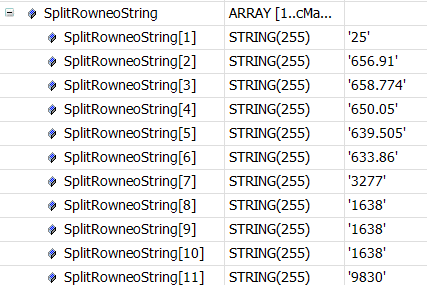 SplitRowneoString ARRAY [1..cMa...
SplitRowneoString[1] STRING(255) '25'
SplitRowneoString[2] STRING(255) '656.91'
SplitRowneoString[3] STRING(255) '658.774'
SplitRowneoString[4] STRING(255) '650.05'
SplitRowneoString[5] STRING(255) '639.505'
SplitRowneoString[6] STRING(255) '633.86'
SplitRowneoString[7] STRING(255) '3277'
SplitRowneoString[8] STRING(255) '1638'
SplitRowneoString[9] STRING(255) '1638'
SplitRowneoString[10] STRING(255) '1638'
SplitRowneoString[11] STRING(255) '9830'